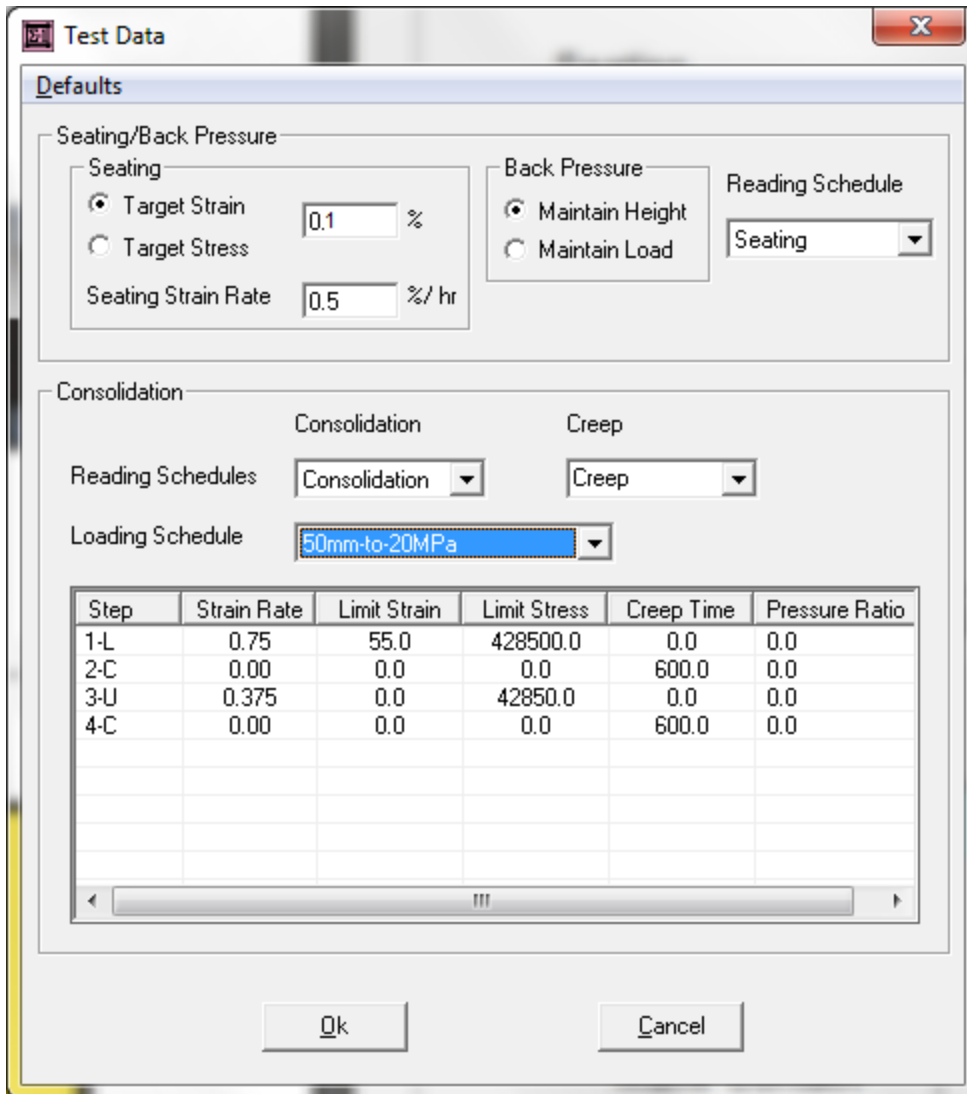 Test Data
Defaults
Seating/Back Pressure
Seating
Target Strain 0.1 %
Target Stress
Seating Strain Rate 0.5 %/ hr
Back Pressure
Maintain Height
Maintain Load
Reading Schedule
Seating
Consolidation
Consolidation Creep
Reading Schedules Consolidation Creep
Loading Schedule 50mm-to-20MPa
Step Strain Rate Limit Strain Limit Stress Creep Time Pressure Ratio
1-L 0.75 55.0 428500.0 0.0 0.0
2-C 0.00 0.0 0.0 600.0 0.0
3-U 0.375 0.0 42850.0 0.0 0.0
4-C 0.00 0.0 0.0 600.0 0.0
Ok Cancel